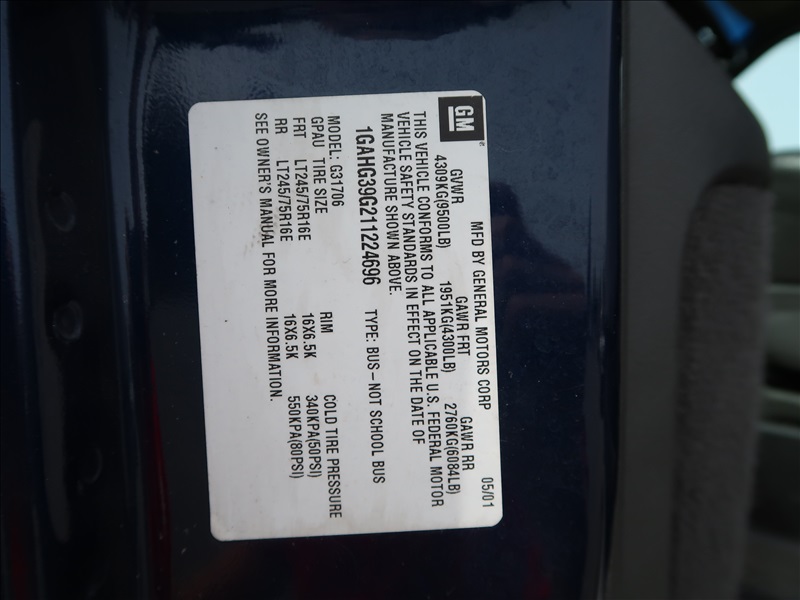 GM
MFD BY GENERAL MOTORS CORP 05/01
GVWR GAWR FRT GAWR RR
4309KG(9500LB) 1951KG(4300LB) 2760KG(6084LB)
THIS VEHICLE CONFORMS TO ALL APPLICABLE U.S. FEDERAL MOTOR
VEHICLE SAFETY STANDARDS IN EFFECT ON THE DATE OF
MANUFACTURE SHOWN ABOVE.
1GAHG39G211224696 TYPE: BUS–NOT SCHOOL BUS
MODEL: G31706
GPAU TIRE SIZE RIM COLD TIRE PRESSURE
FRT LT245/75R16E 16X6.5K 340KPA(50PSI)
RR LT245/75R16E 16X6.5K 550KPA(80PSI)
SEE OWNER'S MANUAL FOR MORE INFORMATION.